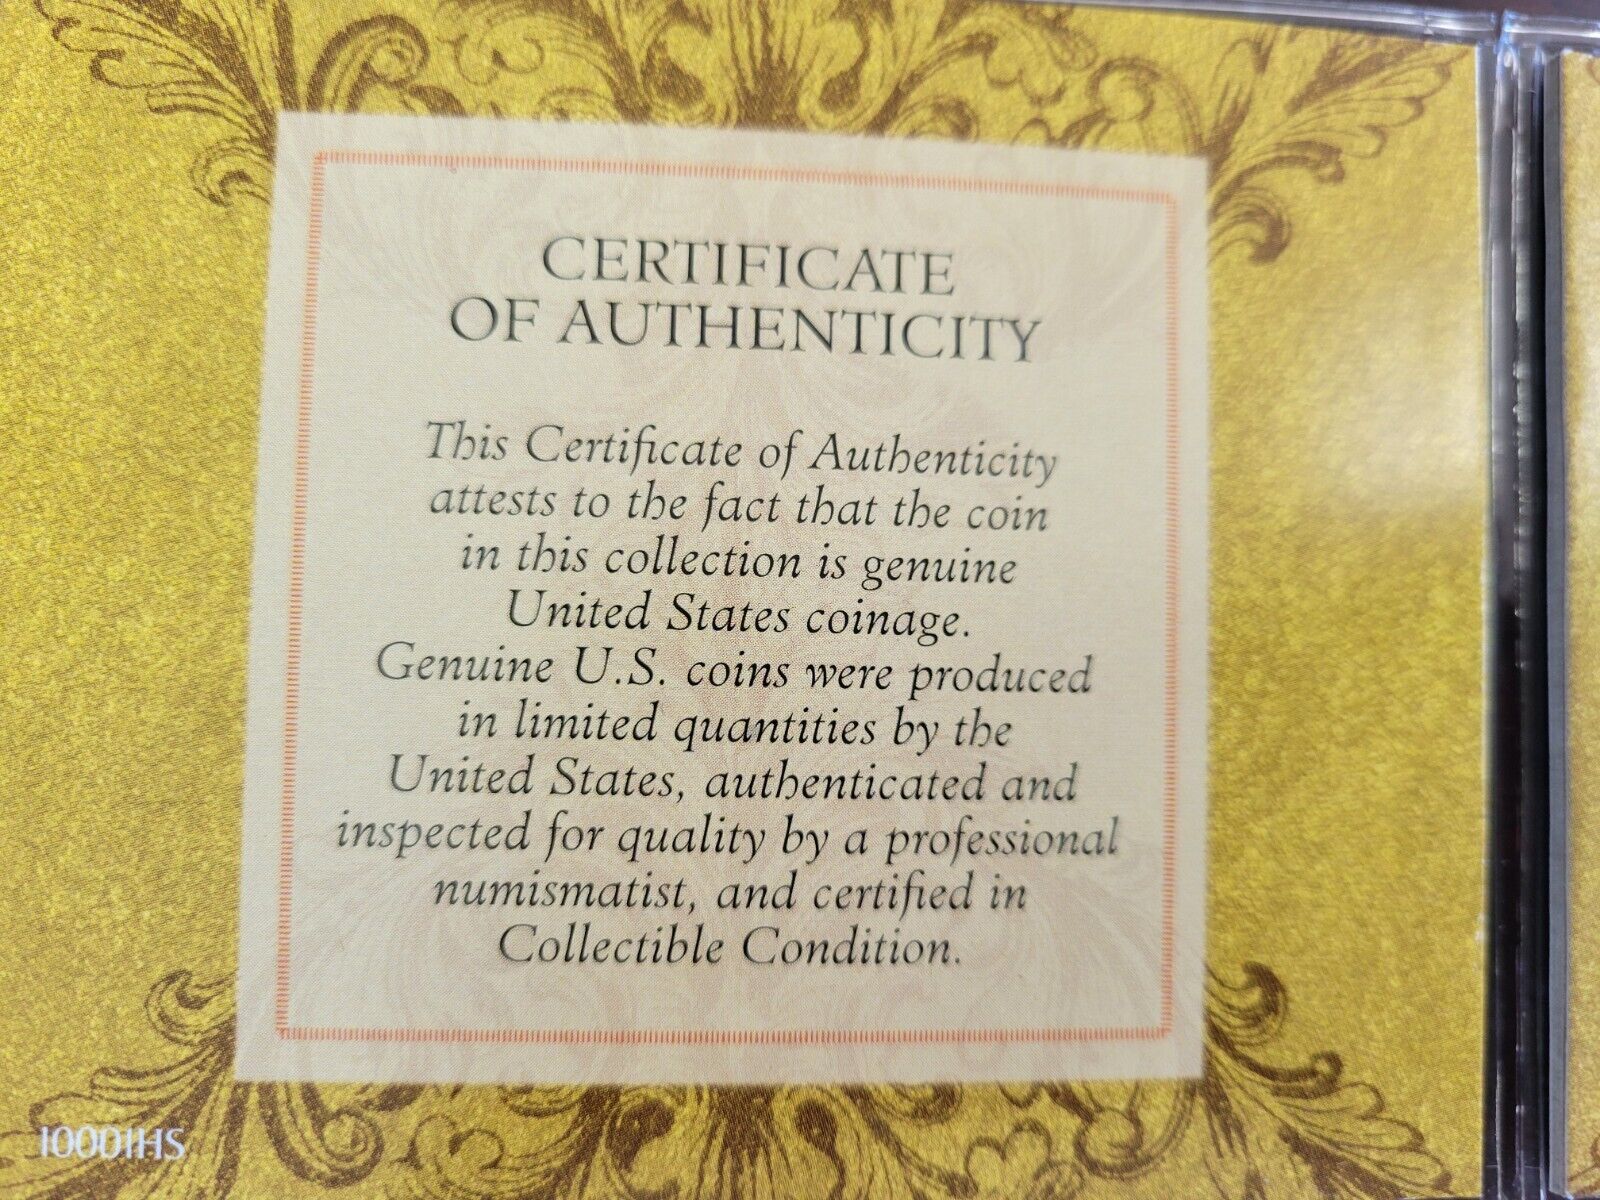 CERTIFICATE
OF AUTHENTICITY
This Certificate of Authenticity
attests to the fact that the coin
in this collection is genuine
United States coinage.
Genuine U.S. coins were produced
in limited quantities by the
United States, authenticated and
inspected for quality by a professional
numismatist, and certified in
Collectible Condition.
10001HS